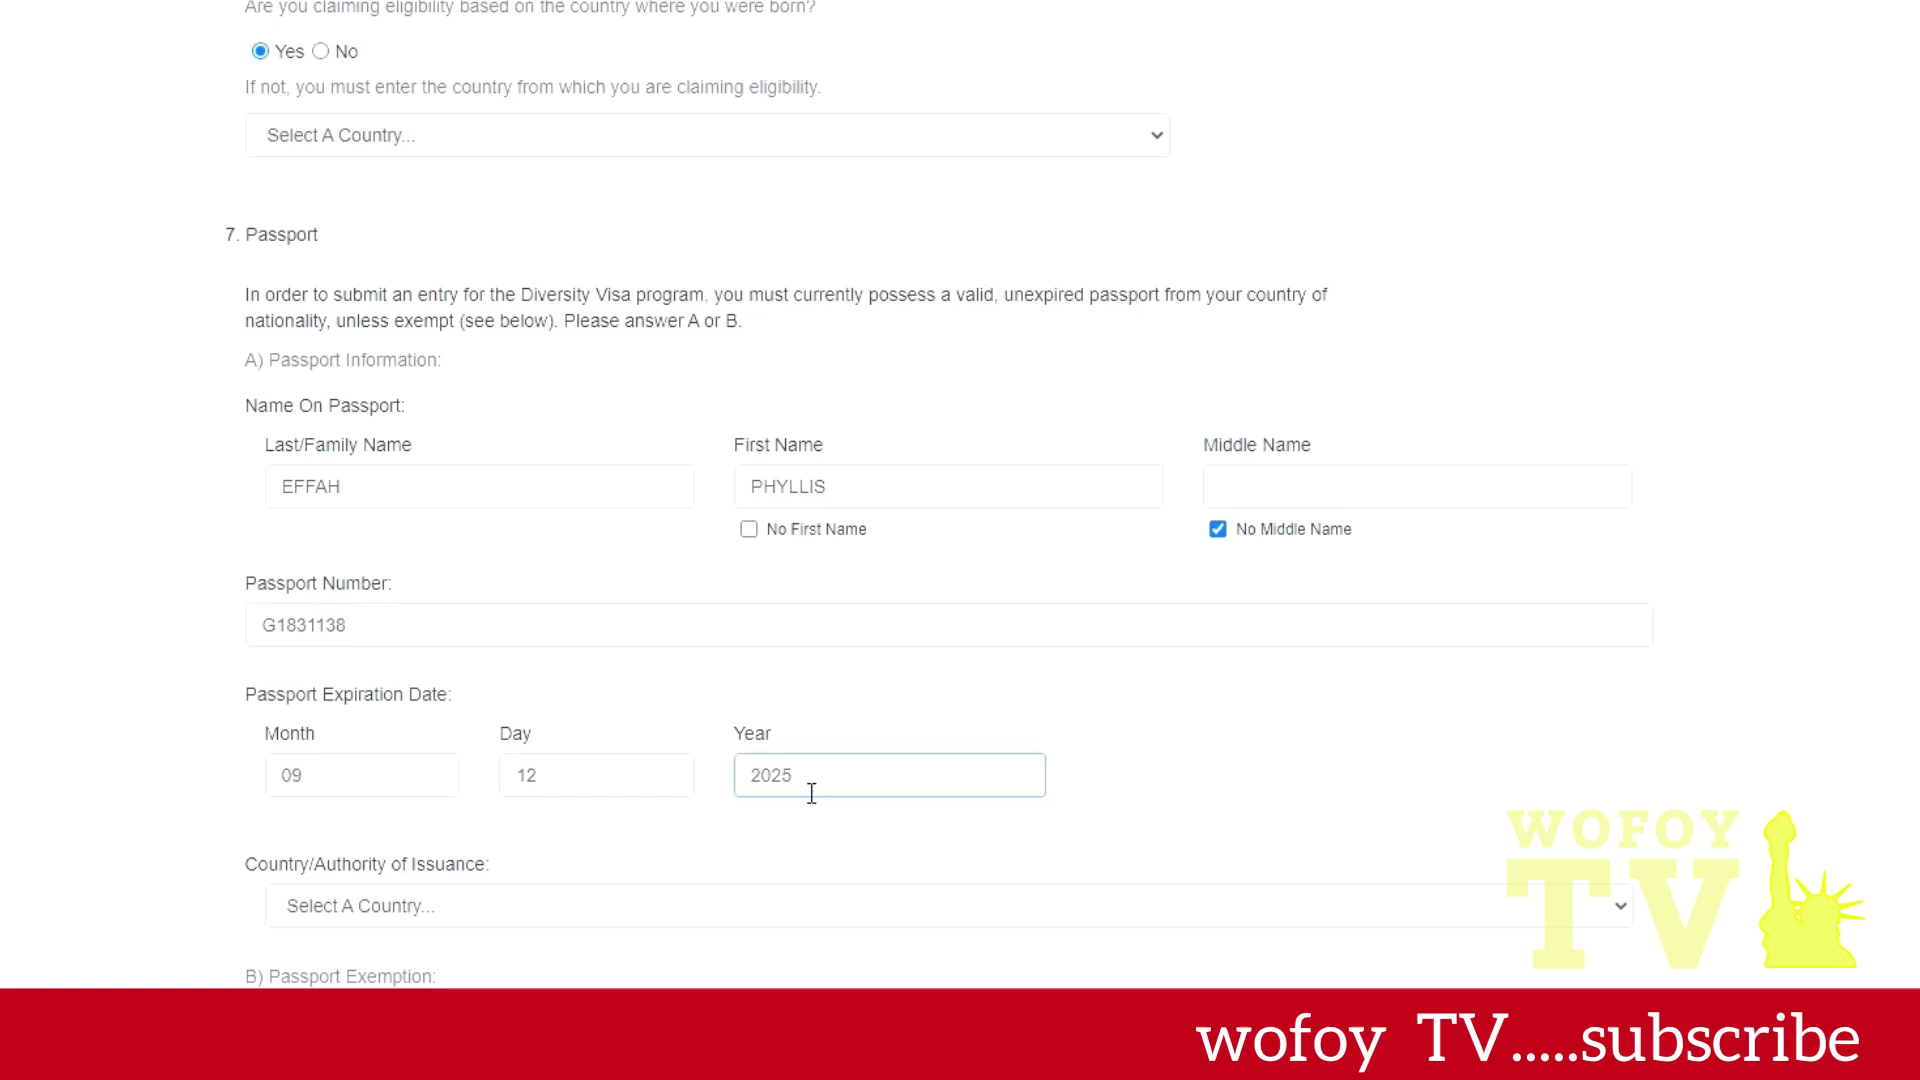 Are you claiming eligibility based on the country where you were born?
Yes No
If not, you must enter the country from which you are claiming eligibility.
Select A Country...
7. Passport
In order to submit an entry for the Diversity Visa program, you must currently possess a valid, unexpired passport from your country of
nationality, unless exempt (see below). Please answer A or B.
A) Passport Information:
Name On Passport:
Last/Family Name First Name Middle Name
EFFAH PHYLLIS
No First Name No Middle Name
Passport Number:
G1831138
Passport Expiration Date:
Month Day Year
09 12 2025
Country/Authority of Issuance:
Select A Country...
B) Passport Exemption:
WOFOY
TV
wofoy TV.....subscribe